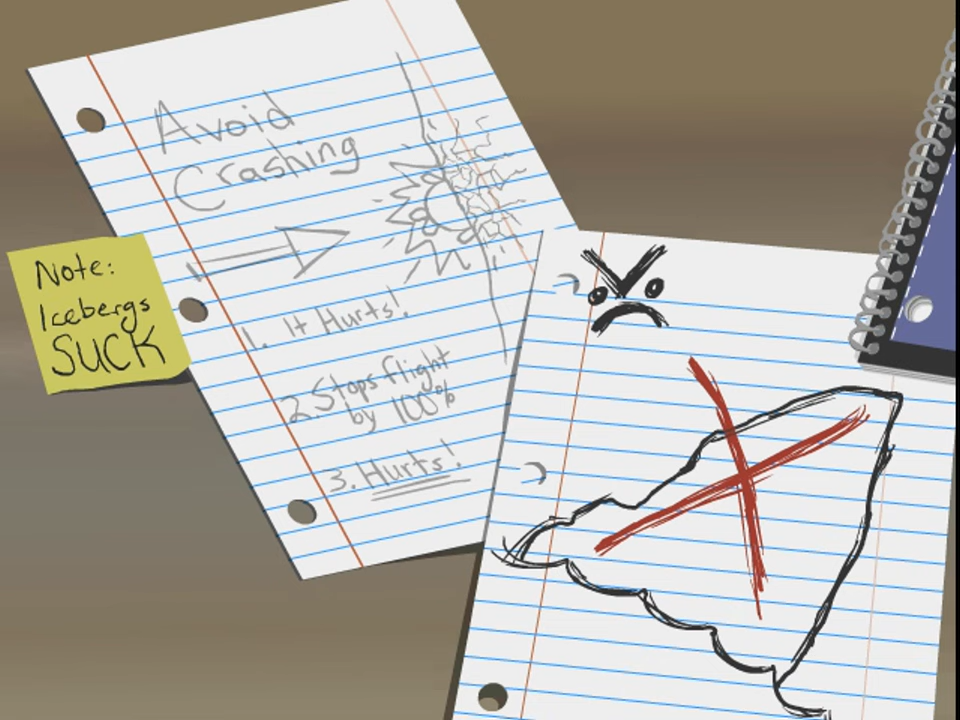 Avoid
Crashing
1. It Hurts!
2. Stops flight
by 100%
3. Hurts!
Note:
Icebergs
SUCK